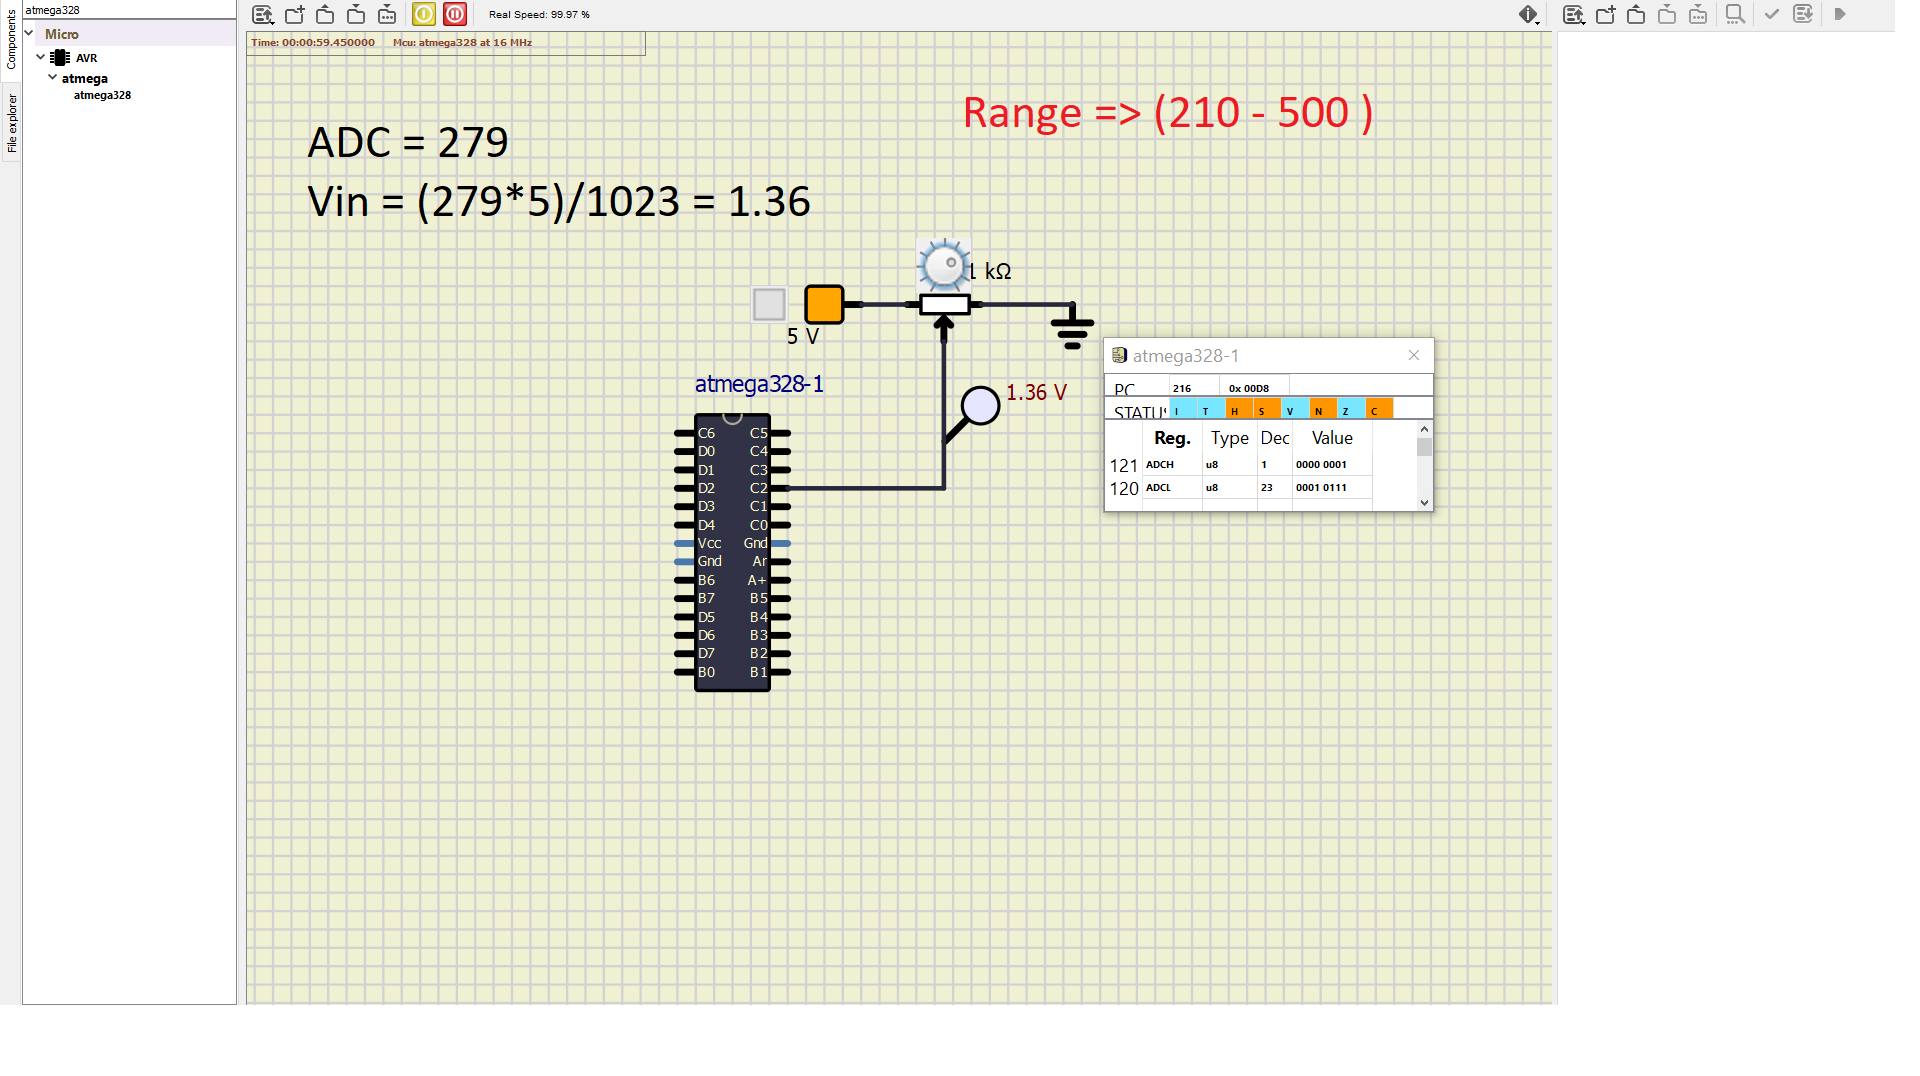 atmega328
Real Speed: 99.97 %
Components
File explorer
Micro
AVR
atmega
atmega328
Time: 00:00:59.450000 Mcu: atmega328 at 16 MHz
Range => (210 - 500 )
ADC = 279
Vin = (279*5)/1023 = 1.36
1 kΩ
5 V
1.36 V
atmega328-1
C6 C5
D0 C4
D1 C3
D2 C2
D3 C1
D4 C0
Vcc Gnd
Gnd Ar
B6 A+
B7 B5
D5 B4
D6 B3
D7 B2
B0 B1
atmega328-1
PC 216 0x 00D8
STATU I T H S V N Z C
Reg. Type Dec Value
121 ADCH u8 1 0000 0001
120 ADCL u8 23 0001 0111